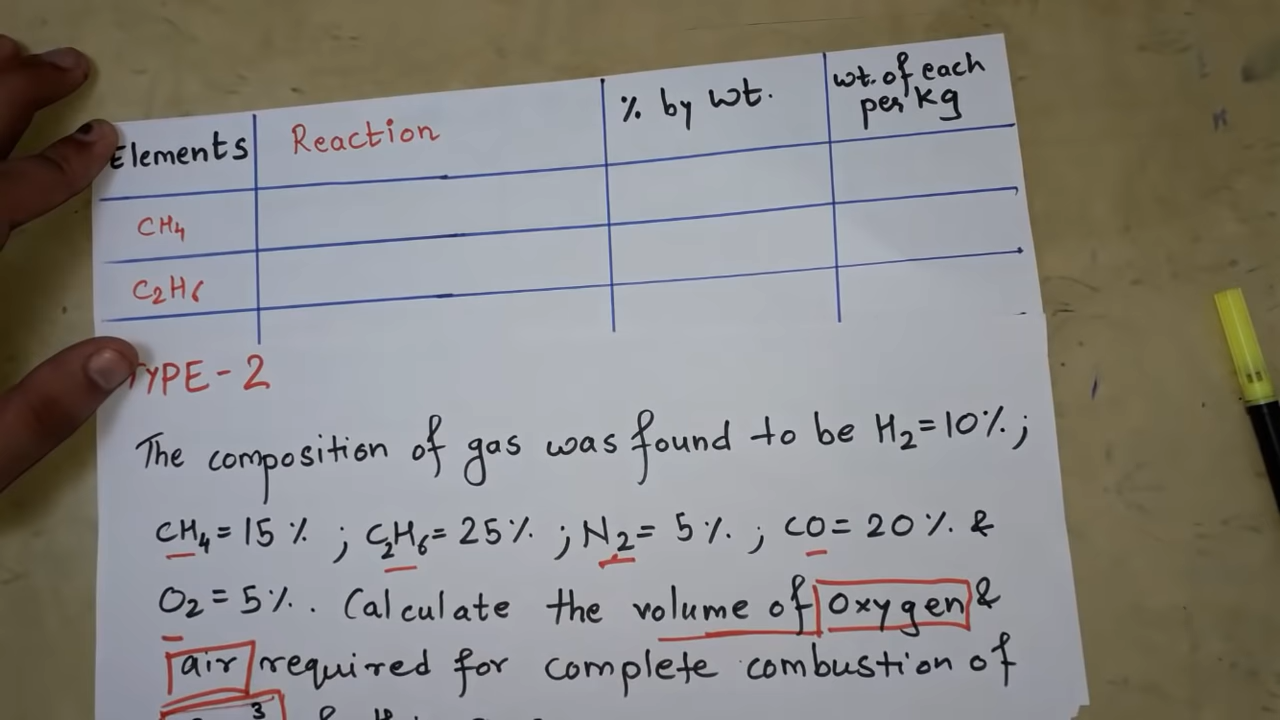 Elements Reaction % by wt. wt. of each per kg
CH4
C2H6
TYPE-2
The composition of gas was found to be H2=10%;
CH4=15%; C2H6=25%; N2=5%; CO=20% &
O2=5%. Calculate the volume of Oxygen &
air required for complete combustion of
3